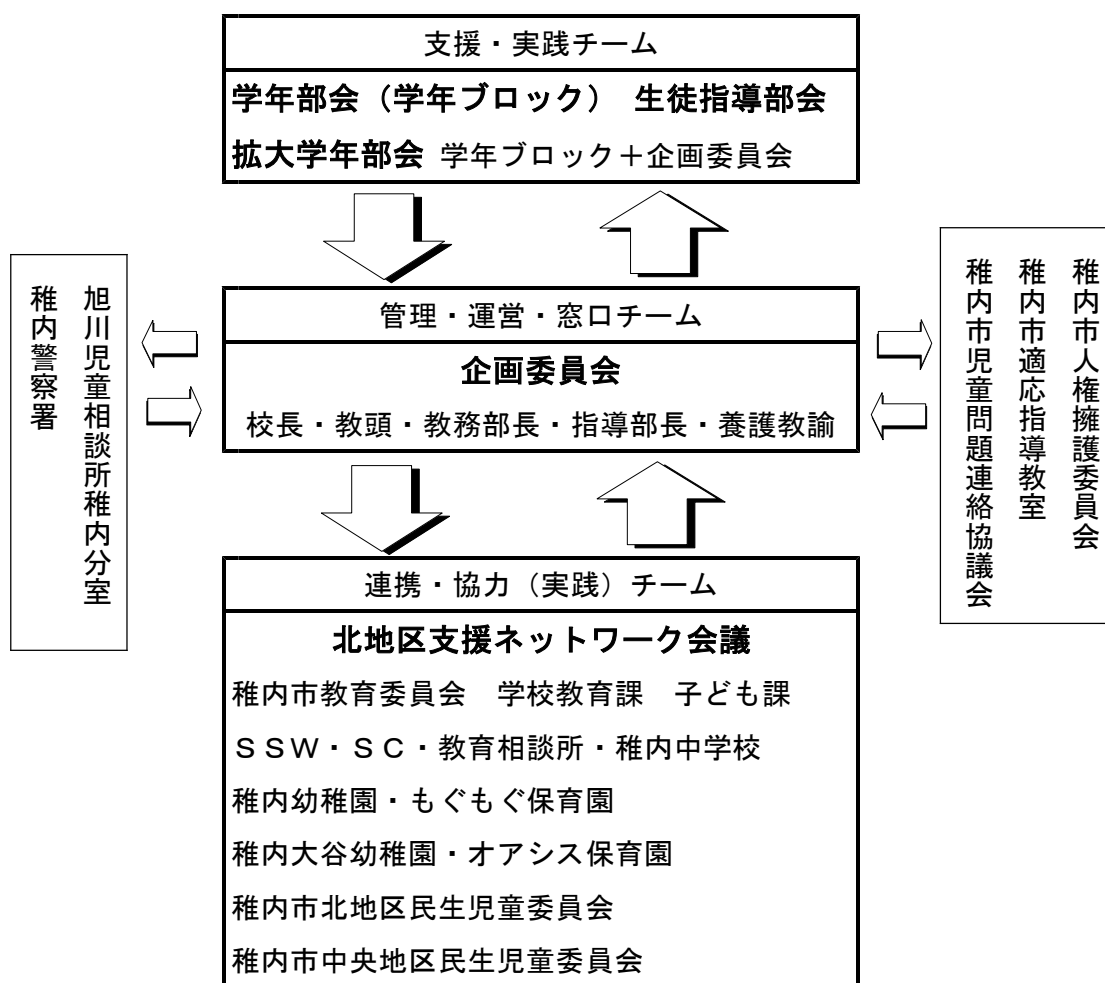 支援・実践チーム
学年部会（学年ブロック）　生徒指導部会
拡大学年部会　学年ブロック＋企画委員会
旭川児童相談所稚内分室
稚内警察署
管理・運営・窓口チーム
企画委員会
校長・教頭・教務部長・指導部長・養護教諭
稚内市人権擁護委員会
稚内市適応指導教室
稚内市児童問題連絡協議会
連携・協力（実践）チーム
北地区支援ネットワーク会議
稚内市教育委員会　学校教育課　子ども課
ＳＳＷ・ＳＣ・教育相談所・稚内中学校
稚内幼稚園・もぐもぐ保育園
稚内大谷幼稚園・オアシス保育園
稚内市北地区民生児童委員会
稚内市中央地区民生児童委員会